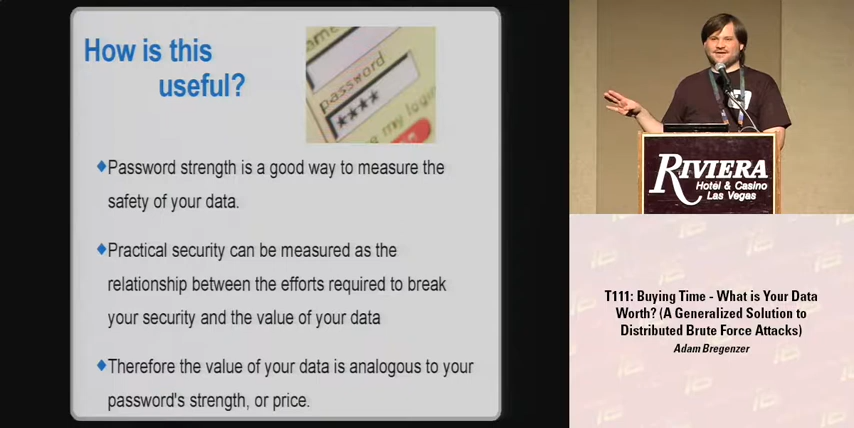 How is this
useful?
password
****
my login
Password strength is a good way to measure the
safety of your data.
Practical security can be measured as the
relationship between the efforts required to break
your security and the value of your data
Therefore the value of your data is analogous to your
password's strength, or price.
RIVIERA
Hotel & Casino
Las Vegas
T111: Buying Time - What is Your Data
Worth? (A Generalized Solution to
Distributed Brute Force Attacks)
Adam Bregenzer